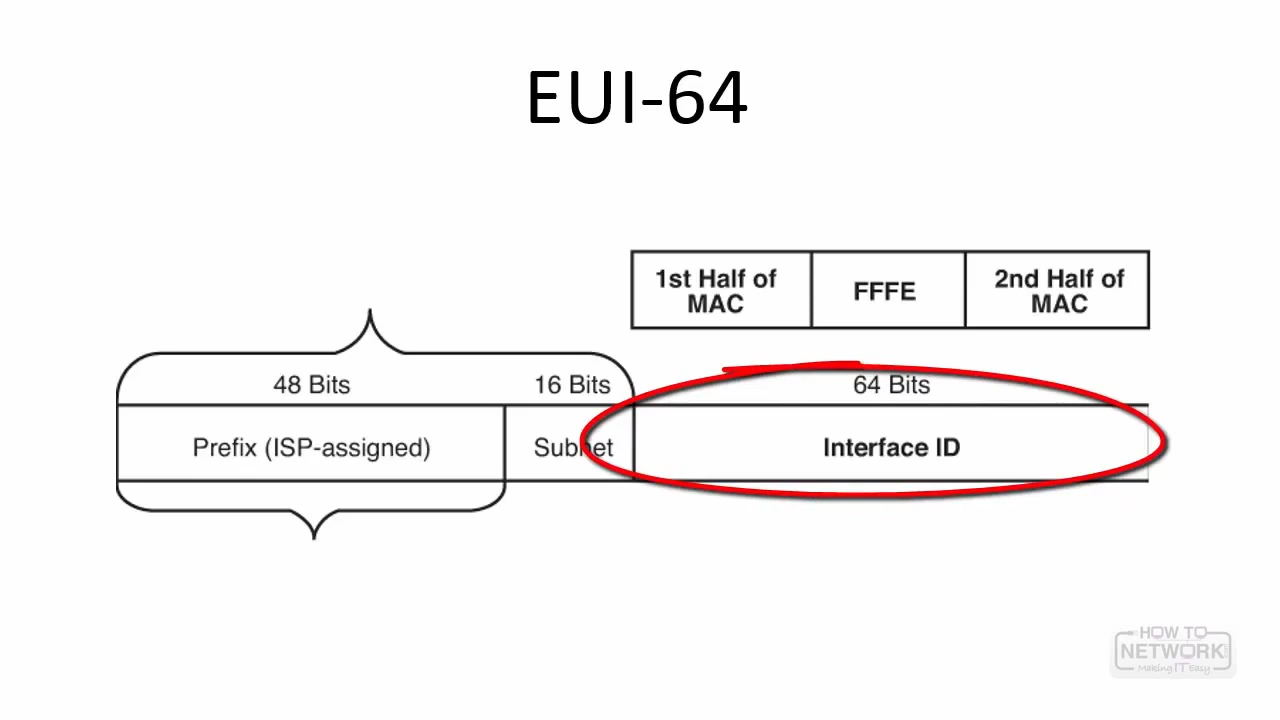 EUI-64
1st Half of
MAC
FFFE
2nd Half of
MAC
48 Bits
16 Bits
64 Bits
Prefix (ISP-assigned)
Subnet
Interface ID
HOW TO
NETWORK
Making IT Easy